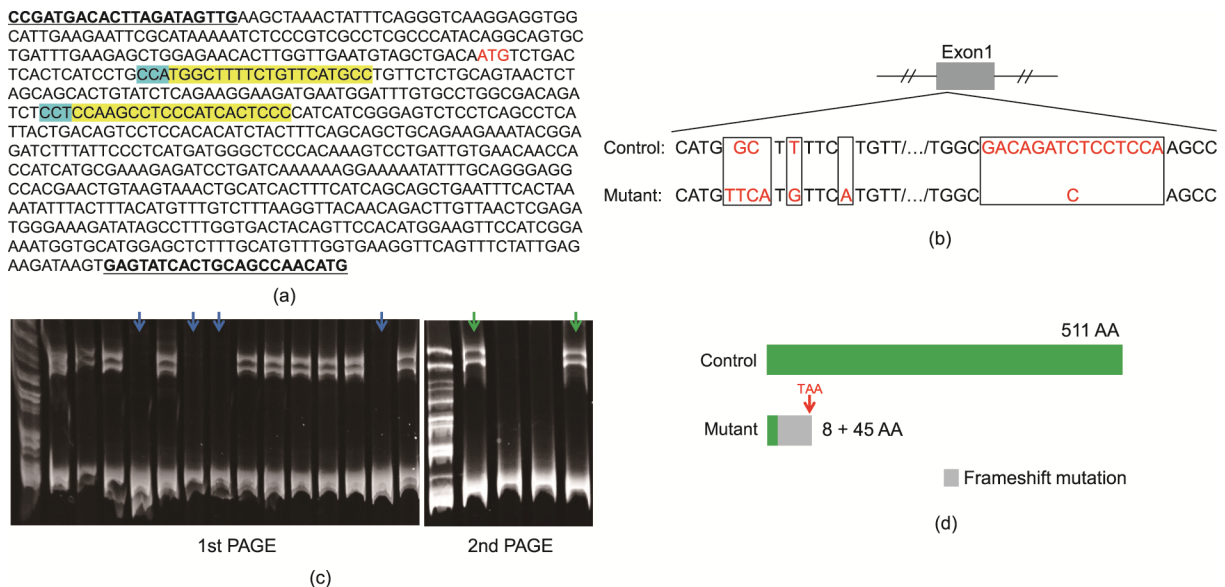 CCGATGACACTTAGATAGTTGAAGCTAAACTATTTCAGGGTCAAGGAGGTGG
CATTGAAGAATTCGCATAAAAATCTCCCGTCGCCTCGCCCATACAGGCAGTGC
TGATTTGAAGAGCTGGAGAACACTTGGTTGAATGTAGCTGACAATGTCTGAC
TCACTCATCCTGCCATGGCTTTTCTGTTCATGCCTGTTCTCTGCAGTAACTCT
AGCAGCACTGTATCTCAGAAGGAAGATGAATGGATTTGTGCCTGGCGACAGA
TCTCCTCCAAGCCTCCCATCACTCCCCATCATCGGGAGTCTCCTCAGCCTCA
TTACTGACAGTCCTCCACACATCTACTTTCAGCAGCTGCAGAAGAAATACGGA
GATCTTTATTCCCTCATGATGGGCTCCCACAAAGTCCTGATTGTGAACAACCA
CCATCATGCGAAAGAGATCCTGATCAAAAAAGGAAAAATATTTGCAGGGAGGC
CACGAACTGTAAGTAAACTGCATCACTTTCATCAGCAGCTGAATTTCACTAA
AATATTTACTTTACATGTTTGTCTTTAAGGTTACAACAGACTTGTTAACTCGAGA
TGGGAAAGATATAGCCTTTGGTGACTACAGTTCCACATGGAAGTTCCATCGGA
AAATGGTGCATGGAGCTCTTTGCATGTTTGGTGAAGGTTCAGTTTCTATTGAG
AAGATAAGTGAGTATCACTGCAGCCAACATG
(a)
Exon1
Control: CATG GC T T TTC TGTT/.../TGGC GACAGATCTCCTCCA AGCC
Mutant: CATG TTCA T G TTC A TGTT/.../TGGC C AGCC
(b)
1st PAGE
2nd PAGE
(c)
511 AA
Control
TAA
Mutant
8 + 45 AA
Frameshift mutation
(d)